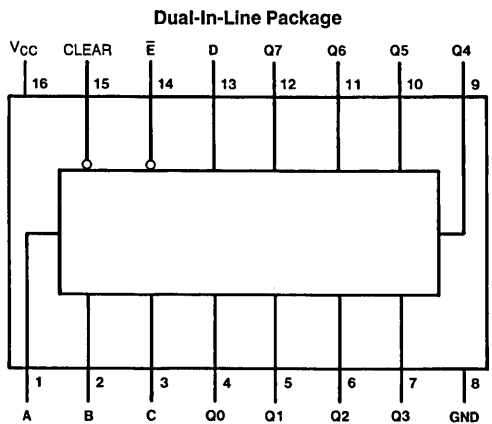 Dual-In-Line Package
VCC CLEAR E̅ D Q7 Q6 Q5 Q4
16 15 14 13 12 11 10 9
1 2 3 4 5 6 7 8
A B C Q0 Q1 Q2 Q3 GND